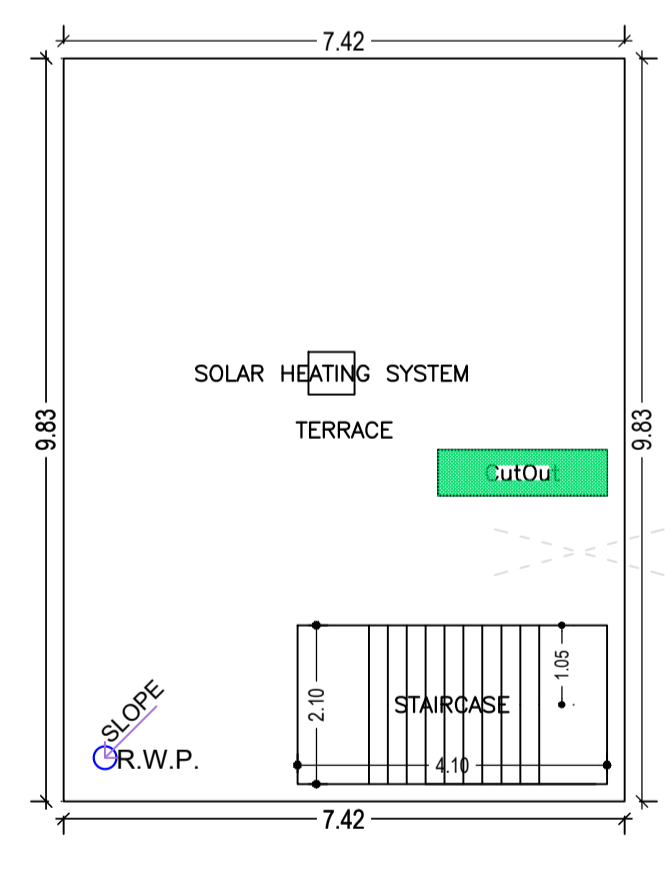 7.42
9.83
9.83
SOLAR HEATING SYSTEM
TERRACE
CutOut
SLOPE
R.W.P.
2.10
STAIRCASE
1.05
4.10
7.42